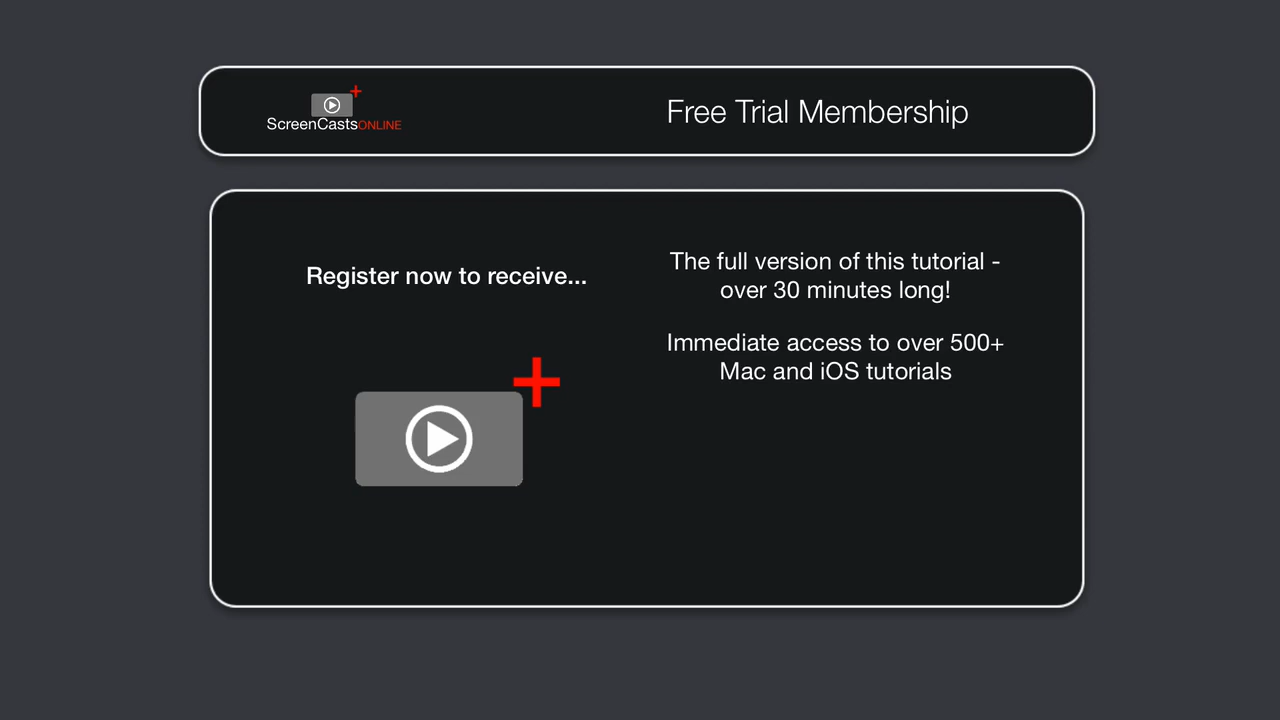 ScreenCastsONLINE
Free Trial Membership
Register now to receive...
The full version of this tutorial -
over 30 minutes long!
Immediate access to over 500+
Mac and iOS tutorials